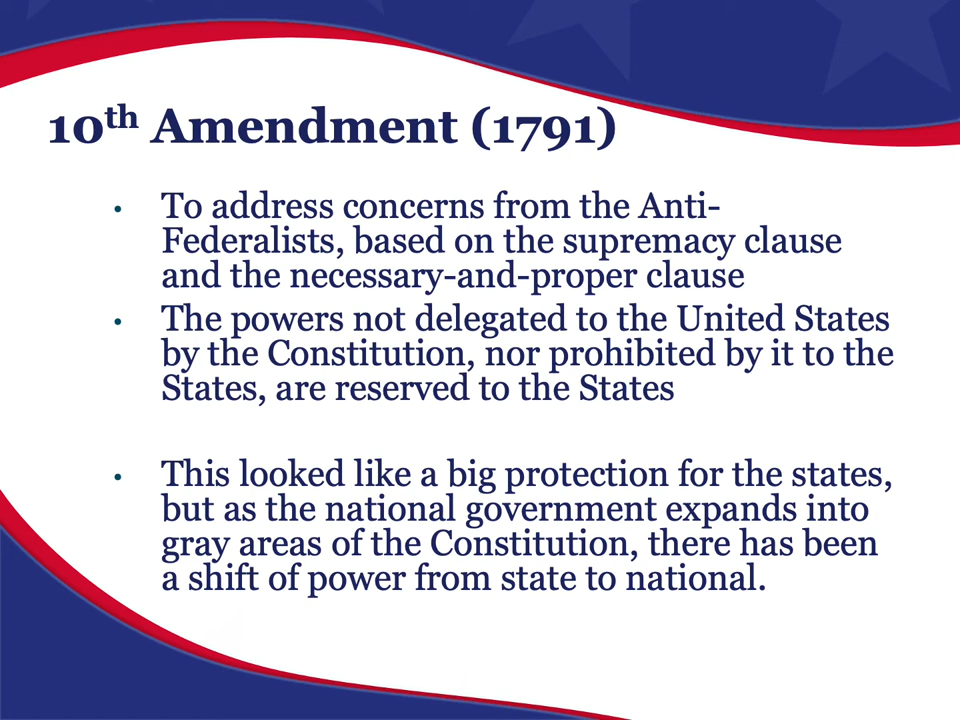 10th Amendment (1791)
• To address concerns from the Anti-
Federalists, based on the supremacy clause
and the necessary-and-proper clause
• The powers not delegated to the United States
by the Constitution, nor prohibited by it to the
States, are reserved to the States
• This looked like a big protection for the states,
but as the national government expands into
gray areas of the Constitution, there has been
a shift of power from state to national.